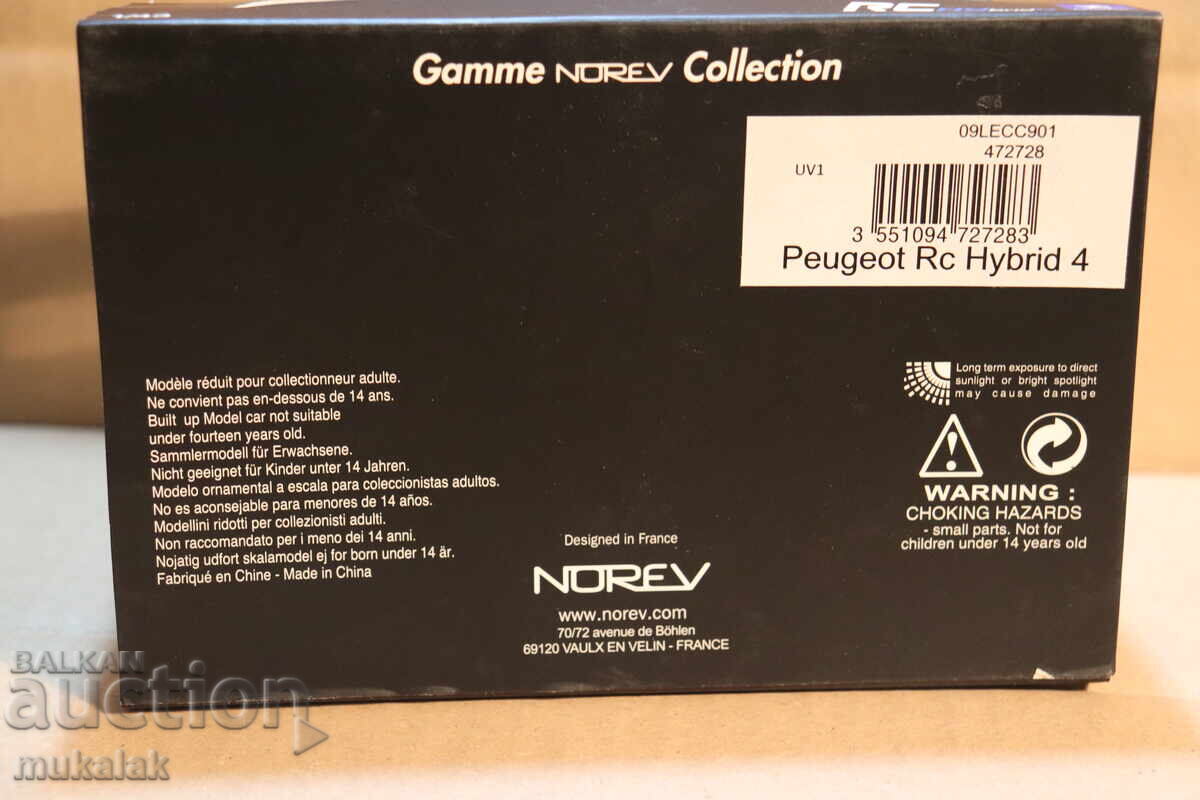 1/43
RC
Gamme NOREV Collection
09LECC901
472728
UV1
3 551094 727283
Peugeot Rc Hybrid 4
Modèle réduit pour collectionneur adulte.
Ne convient pas en-dessous de 14 ans.
Built up Model car not suitable
under fourteen years old.
Sammlermodell für Erwachsene.
Nicht geeignet für Kinder unter 14 Jahren.
Modelo ornamental a escala para coleccionistas adultos.
No es aconsejable para menores de 14 años.
Modellini ridotti per collezionisti adulti.
Non raccomandato per i meno dei 14 anni.
Nojatig udfort skalamodel ej for born under 14 år.
Fabriqué en Chine - Made in China
Long term exposure to direct
sunlight or bright spotlight
may cause damage
WARNING :
CHOKING HAZARDS
- small parts. Not for
children under 14 years old
Designed in France
NOREV
www.norev.com
70/72 avenue de Böhlen
69120 VAULX EN VELIN - FRANCE
BALKAN
auction
mukalak